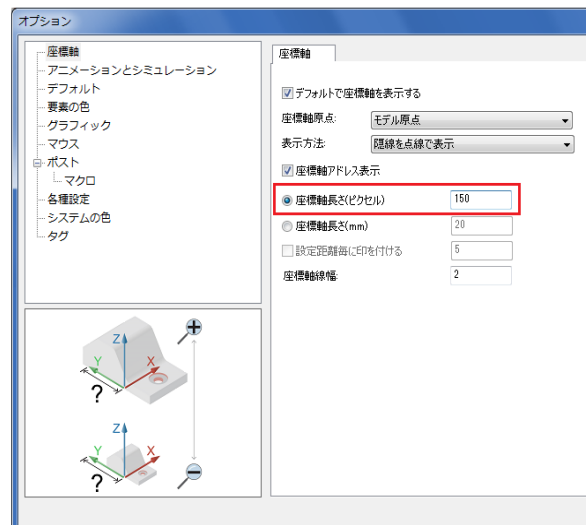 オプション
座標軸
アニメーションとシミュレーション
デフォルト
要素の色
グラフィック
マウス
ポスト
マクロ
各種設定
システムの色
タグ
座標軸
デフォルトで座標軸を表示する
座標軸原点: モデル原点
表示方法: 隠線を点線で表示
座標軸アドレス表示
座標軸長さ(ピクセル) 150
座標軸長さ(mm) 20
設定距離毎に印を付ける 5
座標軸線幅: 2
Z
Y X
?
Z
Y X
?